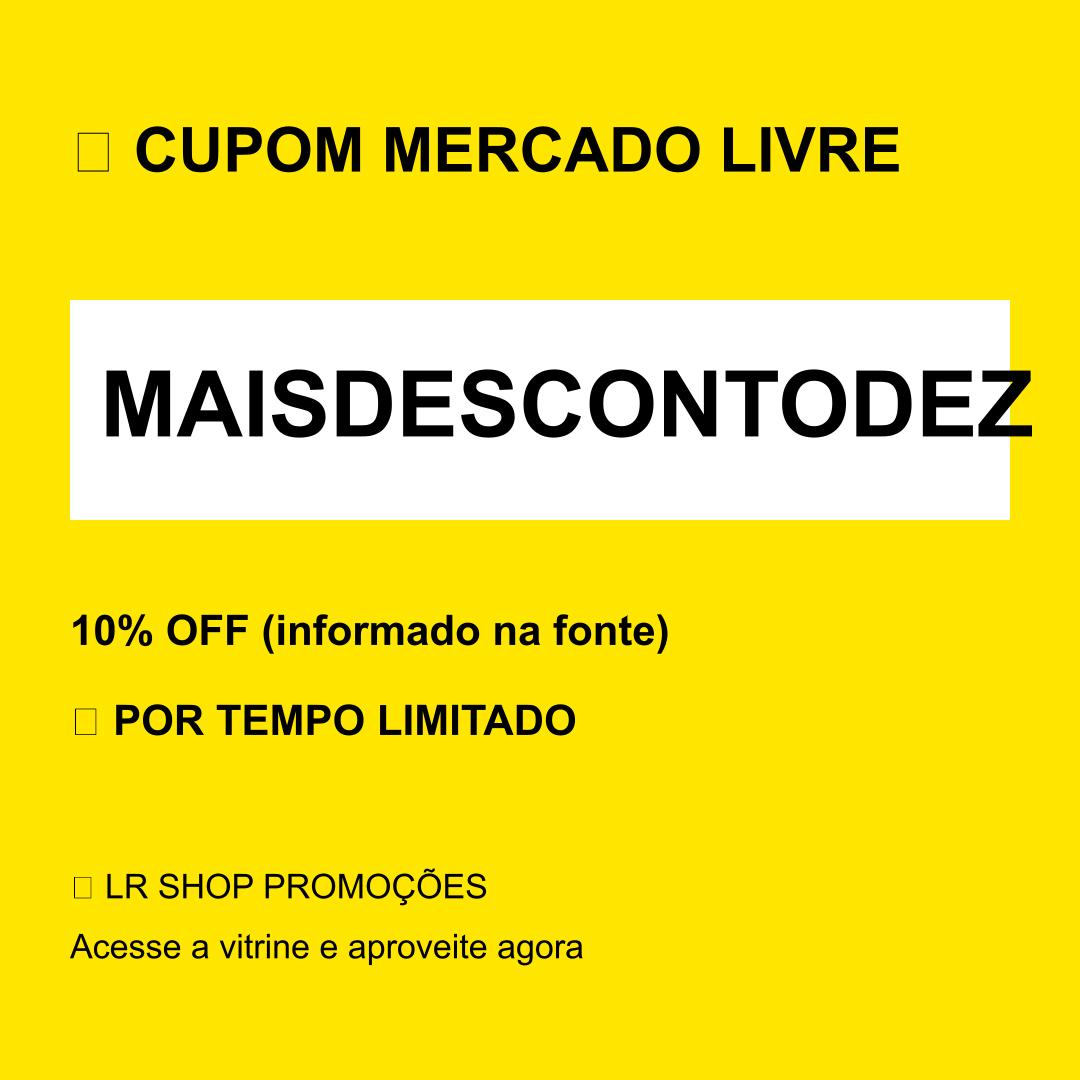 CUPOM MERCADO LIVRE
MAISDESCONTODEZ
10% OFF (informado na fonte)
POR TEMPO LIMITADO
LR SHOP PROMOÇÕES
Acesse a vitrine e aproveite agora